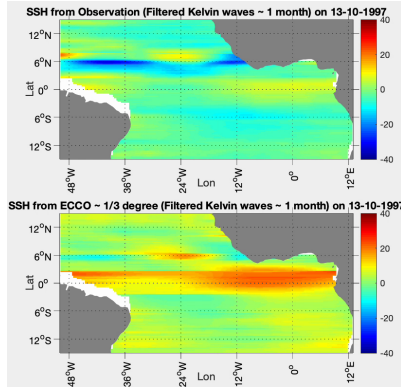 SSH from Observation (Filtered Kelvin waves ~ 1 month) on 13-10-1997
12°N
6°N
0°
6°S
12°S
Lat
48°W
36°W
24°W
12°W
0°
12°E
Lon
40
20
0
-20
-40
SSH from ECCO ~ 1/3 degree (Filtered Kelvin waves ~ 1 month) on 13-10-1997
12°N
6°N
0°
6°S
12°S
Lat
48°W
36°W
24°W
12°W
0°
12°E
Lon
40
20
0
-20
-40